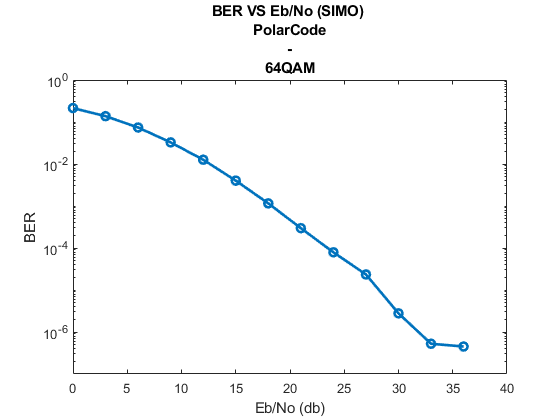 BER VS Eb/No (SIMO)
PolarCode
-
64QAM
10^0
10^-2
10^-4
10^-6
BER
0 5 10 15 20 25 30 35 40
Eb/No (db)